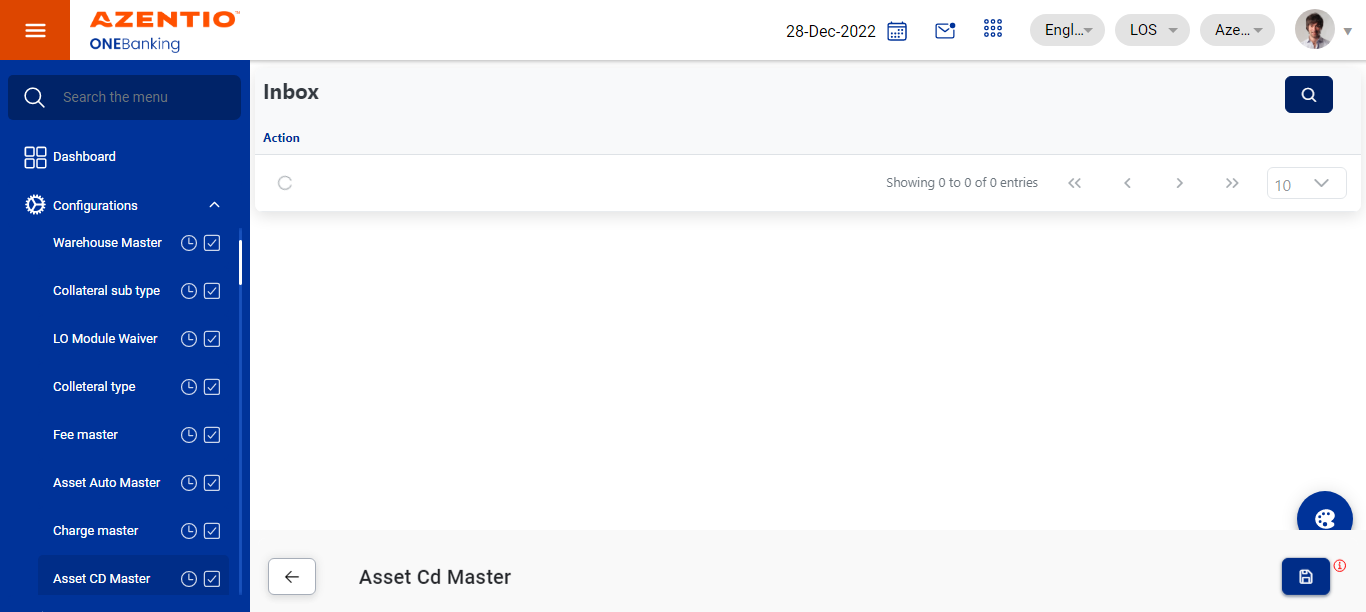 AZENTIO™
ONEBanking
28-Dec-2022
Engl...
LOS
Aze...
Search the menu
Dashboard
Configurations
Warehouse Master
Collateral sub type
LO Module Waiver
Colleteral type
Fee master
Asset Auto Master
Charge master
Asset CD Master
Inbox
Action
Showing 0 to 0 of 0 entries
10
Asset Cd Master